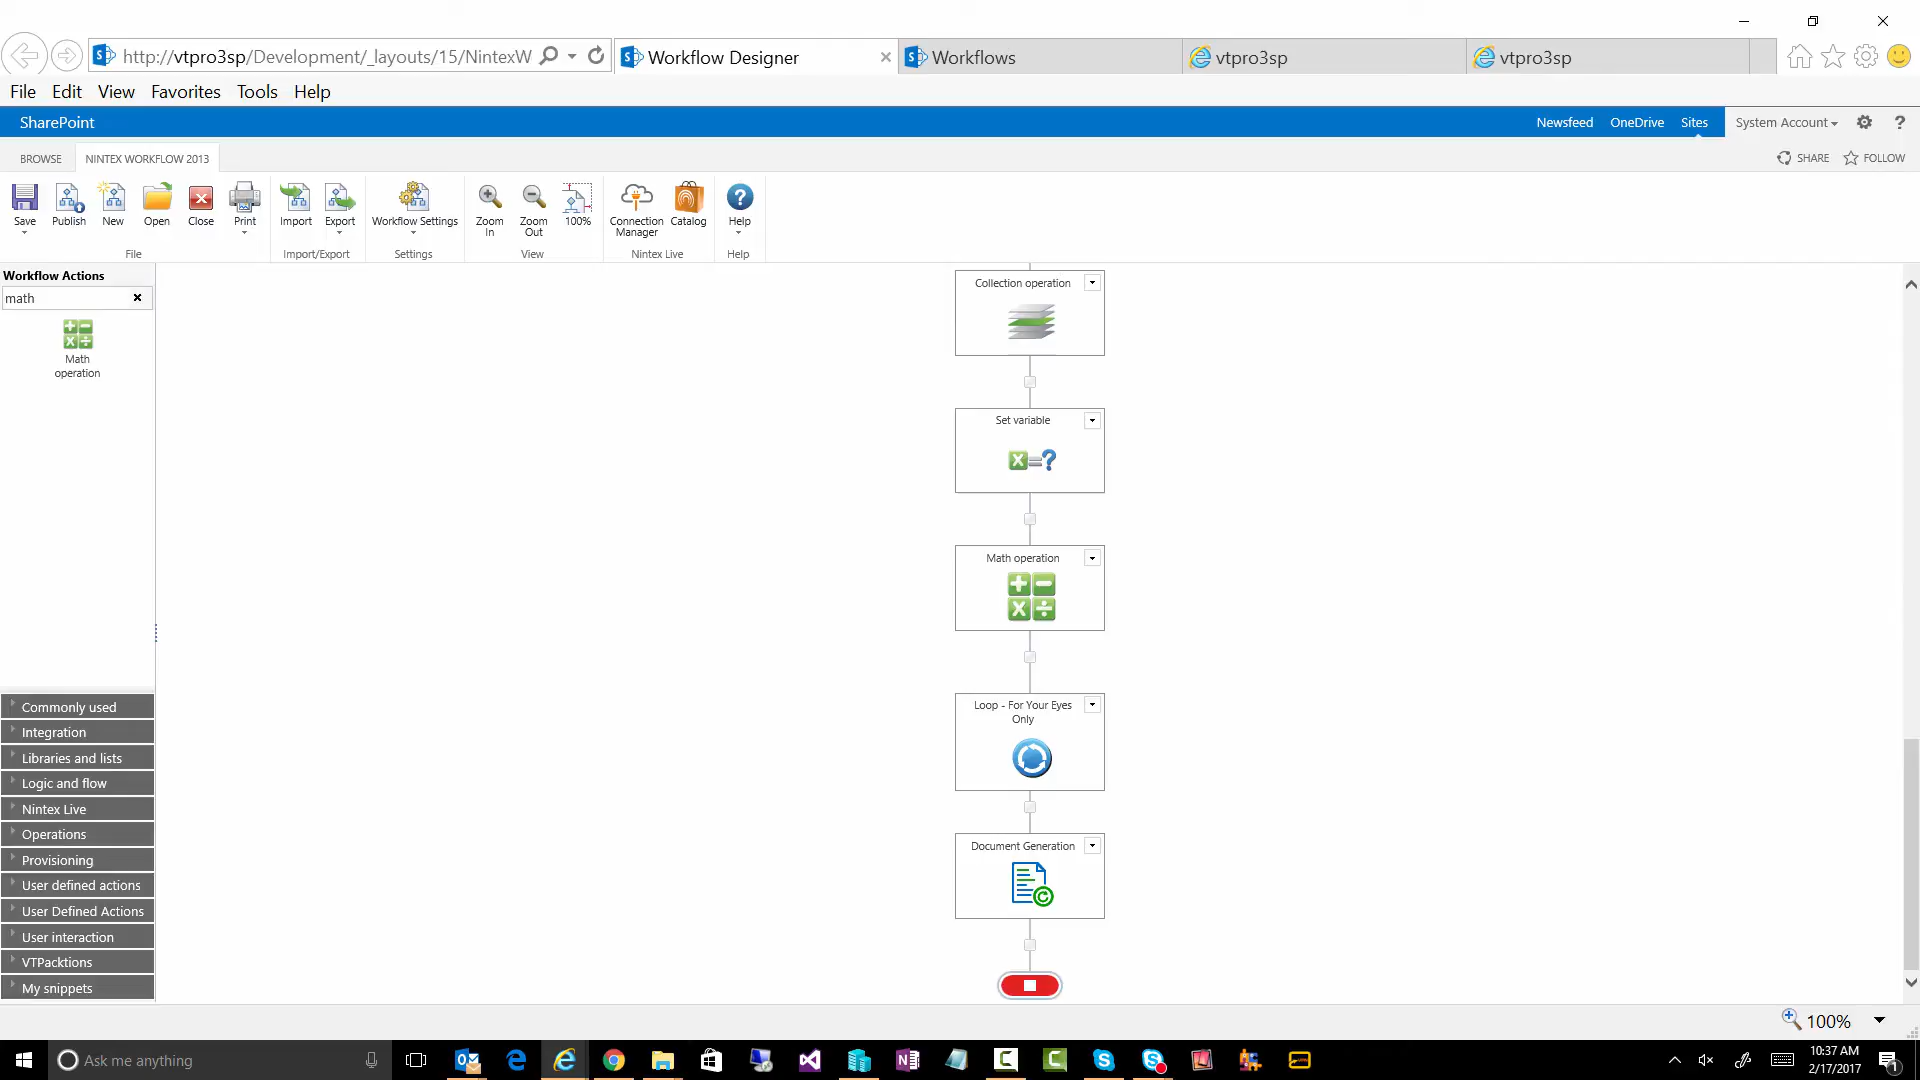 http://vtpro3sp/Development/_layouts/15/NintexW
Workflow Designer
Workflows
vtpro3sp
vtpro3sp
File Edit View Favorites Tools Help
SharePoint
Newsfeed OneDrive Sites System Account ?
BROWSE NINTEX WORKFLOW 2013
SHARE FOLLOW
Save Publish New Open Close Print Import Export Workflow Settings Zoom In Zoom Out 100% Connection Manager Catalog Help
File Import/Export Settings View Nintex Live Help
Workflow Actions
math
Math
operation
Commonly used
Integration
Libraries and lists
Logic and flow
Nintex Live
Operations
Provisioning
User defined actions
User Defined Actions
User interaction
VTPacktions
My snippets
Collection operation
Set variable
x=?
Math operation
Loop - For Your Eyes
Only
Document Generation
100%
Ask me anything
10:37 AM
2/17/2017
1